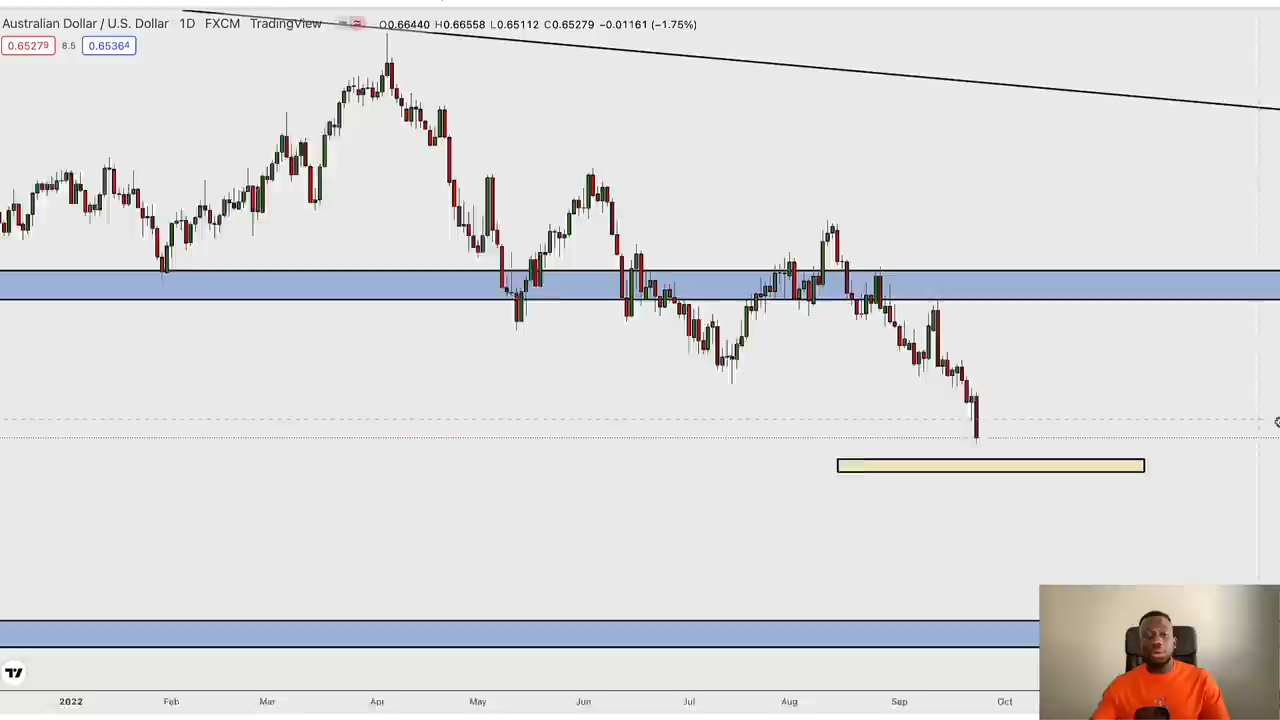 Australian Dollar / U.S. Dollar 1D FXCM TradingView O0.66440 H0.66558 L0.65112 C0.65279 −0.01161 (−1.75%)
0.65279 8.5 0.65364
2022 Feb Mar Apr May Jun Jul Aug Sep Oct